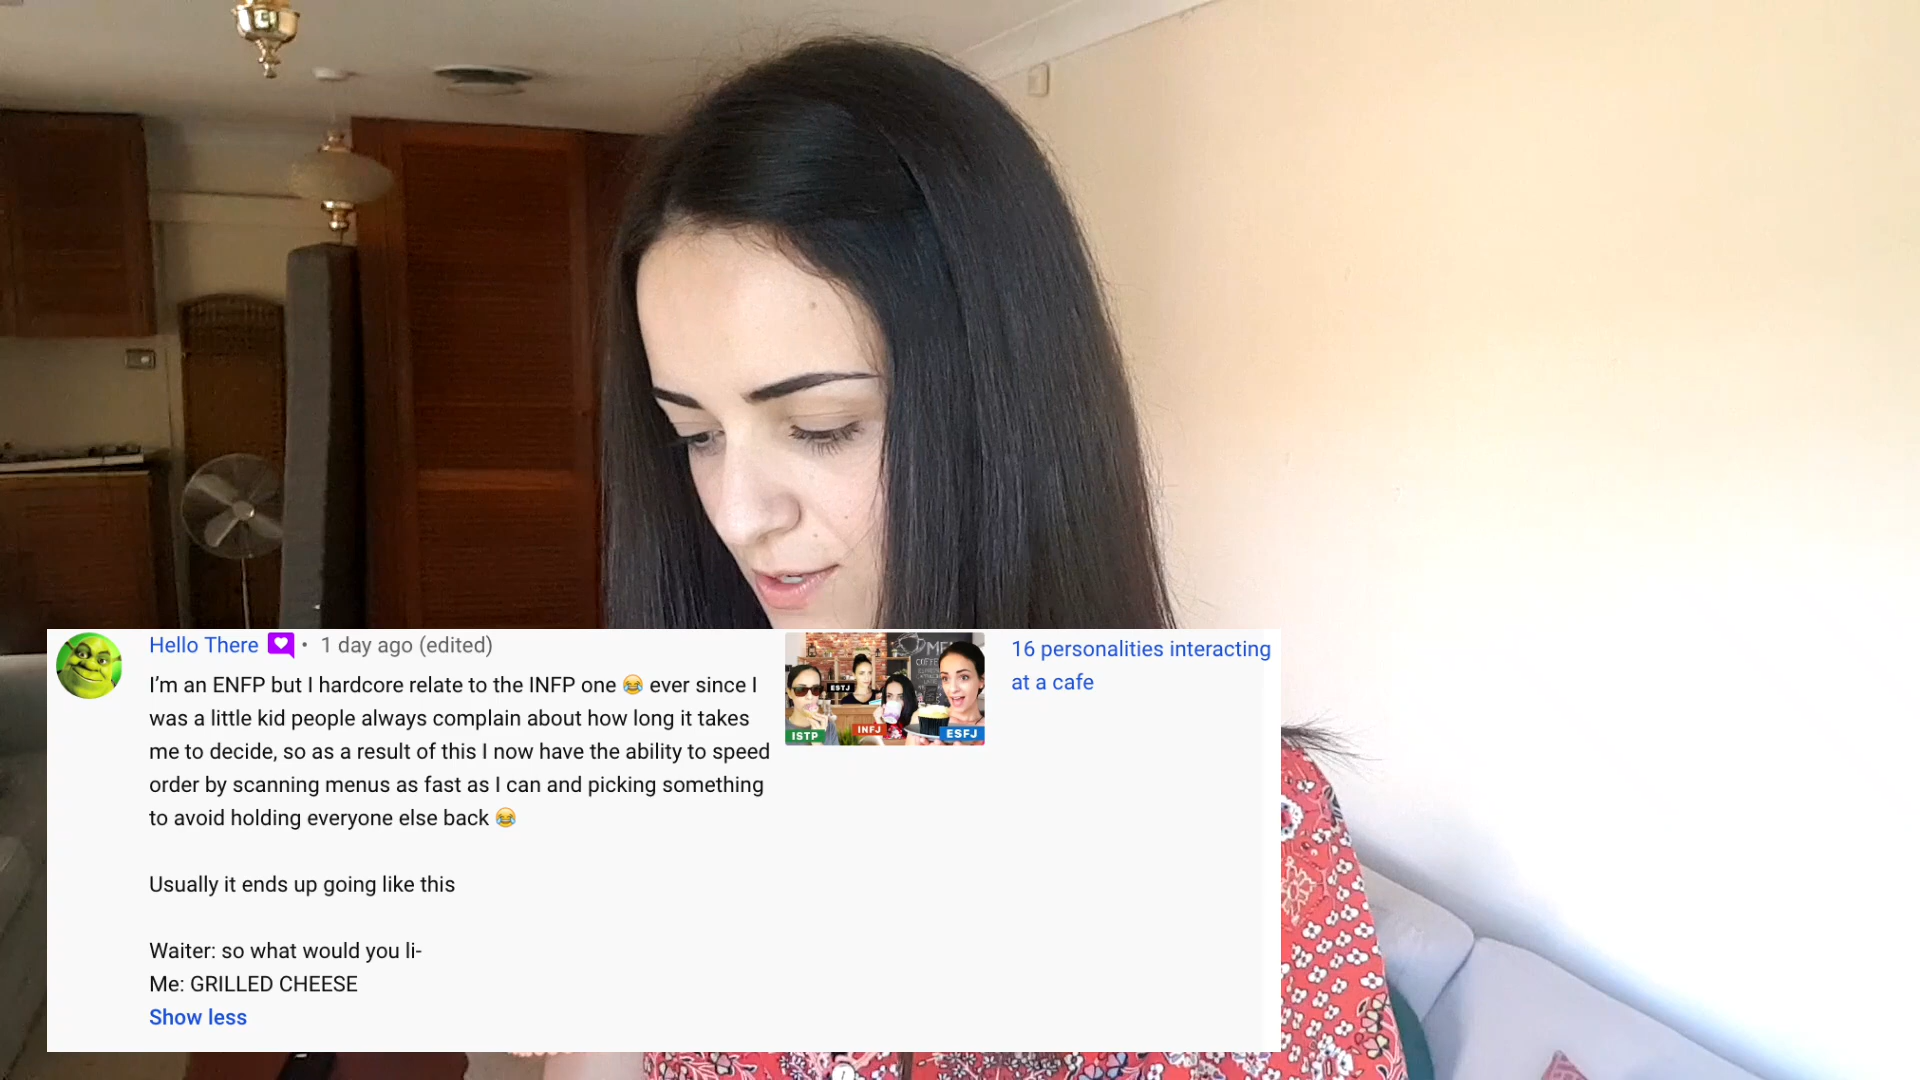 Hello There • 1 day ago (edited)
I’m an ENFP but I hardcore relate to the INFP one 😂 ever since I
was a little kid people always complain about how long it takes
me to decide, so as a result of this I now have the ability to speed
order by scanning menus as fast as I can and picking something
to avoid holding everyone else back 😂
Usually it ends up going like this
Waiter: so what would you li-
Me: GRILLED CHEESE
Show less
ESTJ
ISTP
INFJ
ESFJ
16 personalities interacting
at a cafe